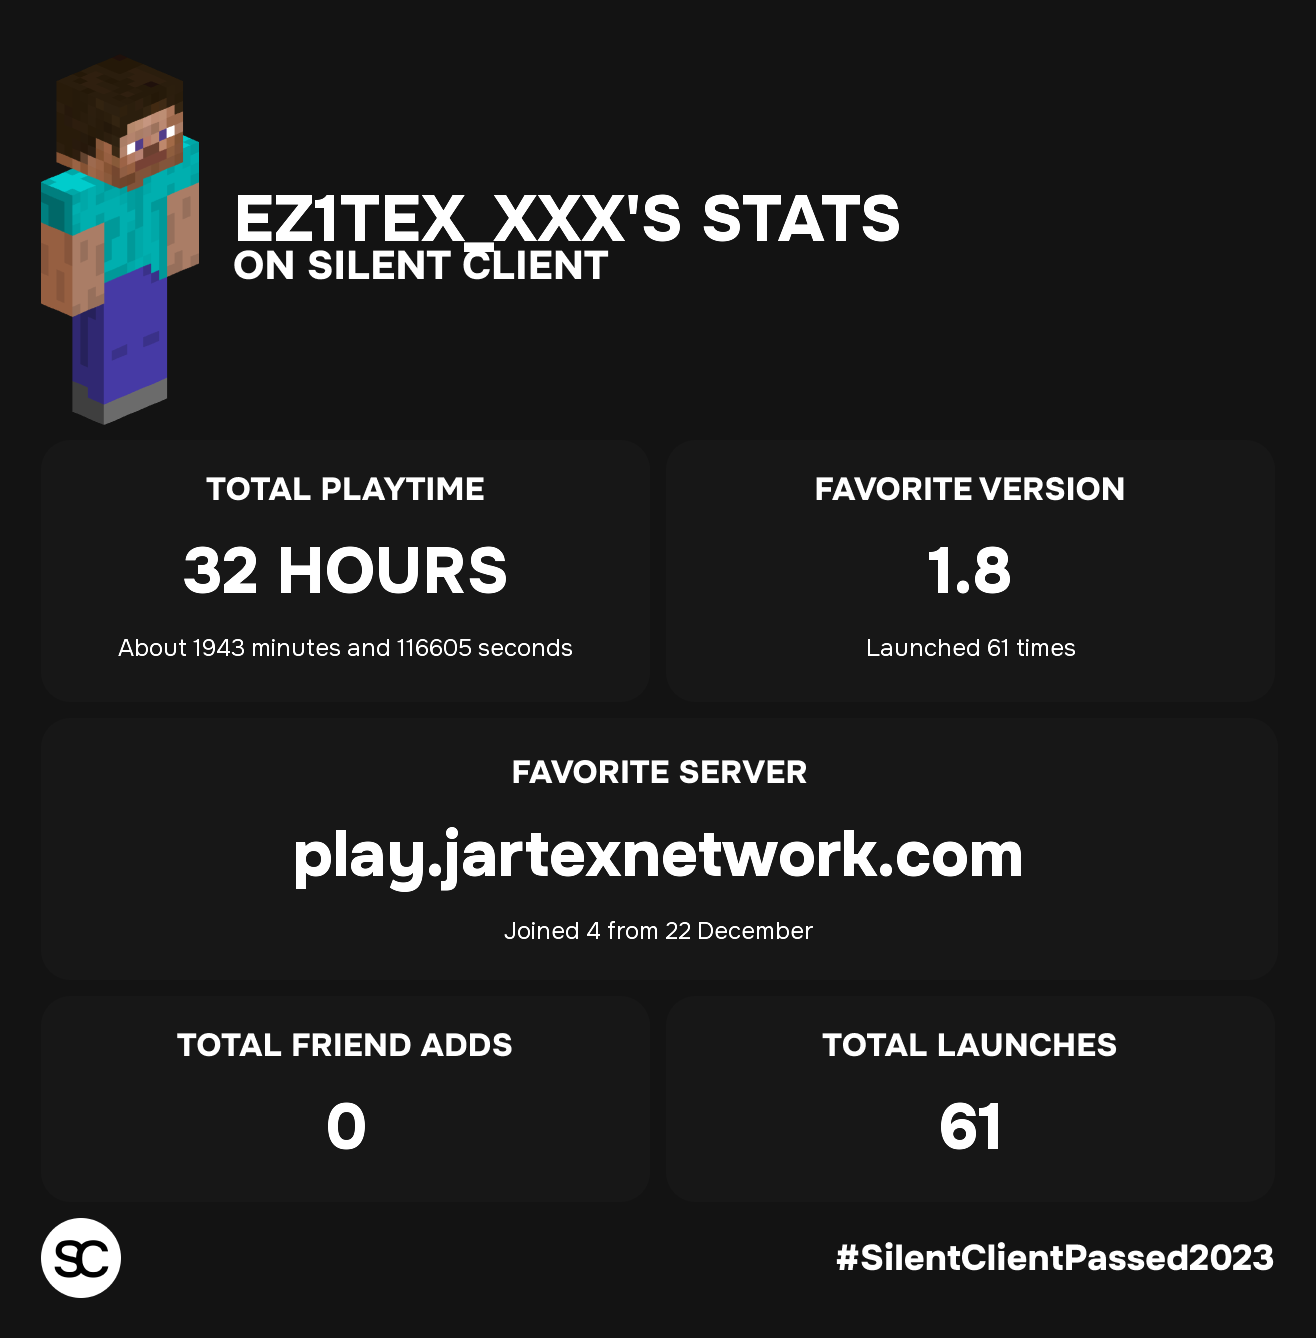 EZ1TEX_XXX'S STATS
ON SILENT CLIENT
TOTAL PLAYTIME
32 HOURS
About 1943 minutes and 116605 seconds
FAVORITE VERSION
1.8
Launched 61 times
FAVORITE SERVER
play.jartexnetwork.com
Joined 4 from 22 December
TOTAL FRIEND ADDS
0
TOTAL LAUNCHES
61
SC
#SilentClientPassed2023